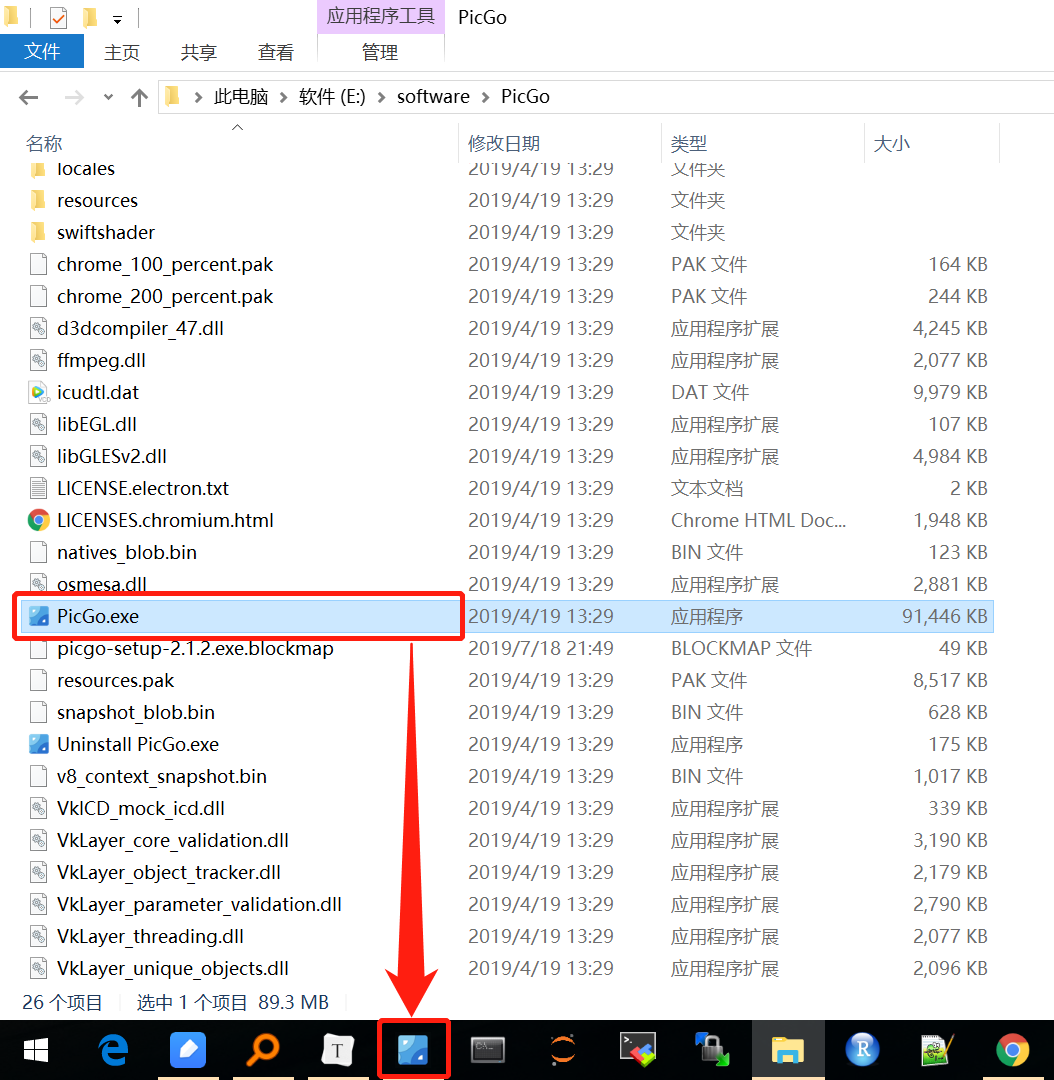 应用程序工具 PicGo
文件 主页 共享 查看 管理
此电脑 软件 (E:) software PicGo
名称 修改日期 类型 大小
locales 2019/4/19 13:29 文件夹
resources 2019/4/19 13:29 文件夹
swiftshader 2019/4/19 13:29 文件夹
chrome_100_percent.pak 2019/4/19 13:29 PAK 文件 164 KB
chrome_200_percent.pak 2019/4/19 13:29 PAK 文件 244 KB
d3dcompiler_47.dll 2019/4/19 13:29 应用程序扩展 4,245 KB
ffmpeg.dll 2019/4/19 13:29 应用程序扩展 2,077 KB
icudtl.dat 2019/4/19 13:29 DAT 文件 9,979 KB
libEGL.dll 2019/4/19 13:29 应用程序扩展 107 KB
libGLESv2.dll 2019/4/19 13:29 应用程序扩展 4,984 KB
LICENSE.electron.txt 2019/4/19 13:29 文本文档 2 KB
LICENSES.chromium.html 2019/4/19 13:29 Chrome HTML Doc... 1,948 KB
natives_blob.bin 2019/4/19 13:29 BIN 文件 123 KB
osmesa.dll 2019/4/19 13:29 应用程序扩展 2,881 KB
PicGo.exe 2019/4/19 13:29 应用程序 91,446 KB
picgo-setup-2.1.2.exe.blockmap 2019/7/18 21:49 BLOCKMAP 文件 49 KB
resources.pak 2019/4/19 13:29 PAK 文件 8,517 KB
snapshot_blob.bin 2019/4/19 13:29 BIN 文件 628 KB
Uninstall PicGo.exe 2019/4/19 13:29 应用程序 175 KB
v8_context_snapshot.bin 2019/4/19 13:29 BIN 文件 1,017 KB
VkICD_mock_icd.dll 2019/4/19 13:29 应用程序扩展 339 KB
VkLayer_core_validation.dll 2019/4/19 13:29 应用程序扩展 3,190 KB
VkLayer_object_tracker.dll 2019/4/19 13:29 应用程序扩展 2,179 KB
VkLayer_parameter_validation.dll 2019/4/19 13:29 应用程序扩展 2,790 KB
VkLayer_threading.dll 2019/4/19 13:29 应用程序扩展 2,077 KB
VkLayer_unique_objects.dll 2019/4/19 13:29 应用程序扩展 2,096 KB
26 个项目 选中 1 个项目 89.3 MB
T R